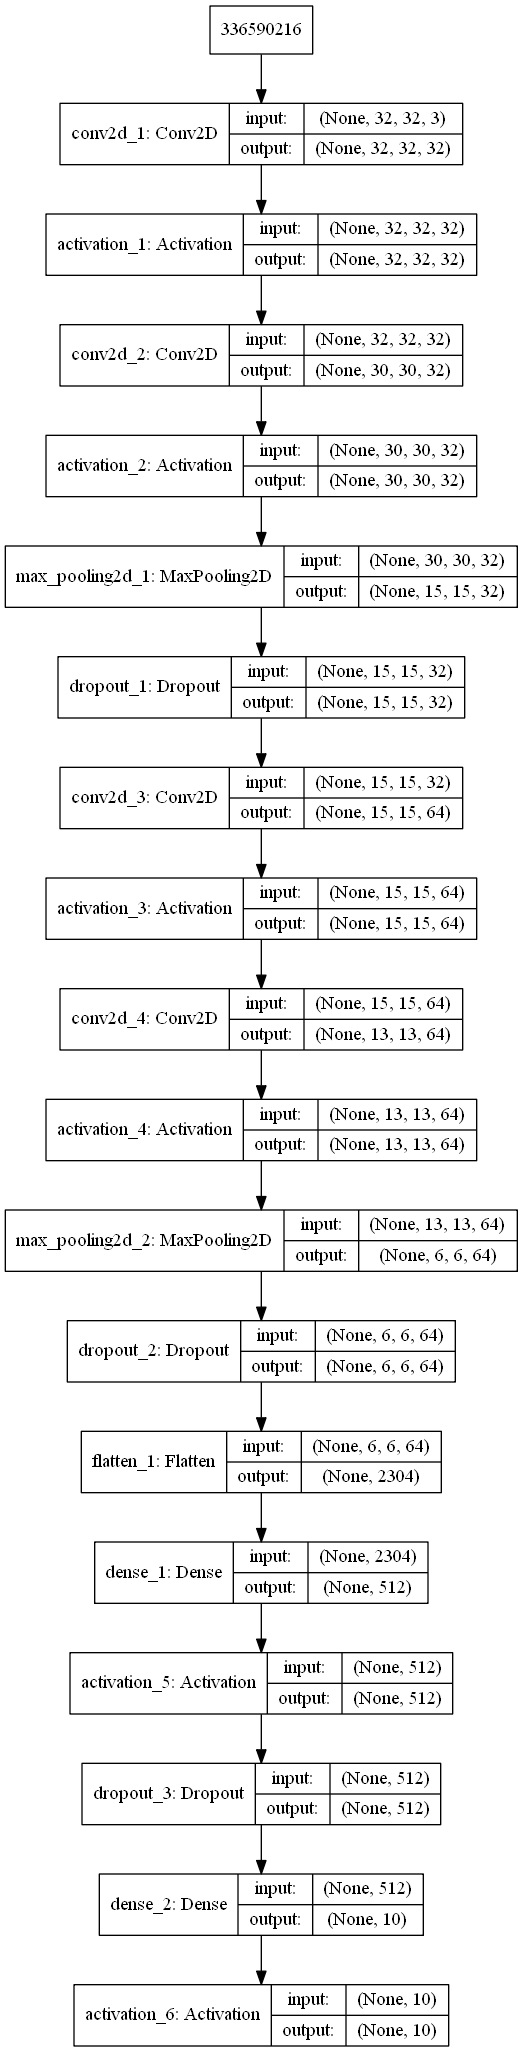 336590216
conv2d_1: Conv2D
input: (None, 32, 32, 3)
output: (None, 32, 32, 32)
activation_1: Activation
input: (None, 32, 32, 32)
output: (None, 32, 32, 32)
conv2d_2: Conv2D
input: (None, 32, 32, 32)
output: (None, 30, 30, 32)
activation_2: Activation
input: (None, 30, 30, 32)
output: (None, 30, 30, 32)
max_pooling2d_1: MaxPooling2D
input: (None, 30, 30, 32)
output: (None, 15, 15, 32)
dropout_1: Dropout
input: (None, 15, 15, 32)
output: (None, 15, 15, 32)
conv2d_3: Conv2D
input: (None, 15, 15, 32)
output: (None, 15, 15, 64)
activation_3: Activation
input: (None, 15, 15, 64)
output: (None, 15, 15, 64)
conv2d_4: Conv2D
input: (None, 15, 15, 64)
output: (None, 13, 13, 64)
activation_4: Activation
input: (None, 13, 13, 64)
output: (None, 13, 13, 64)
max_pooling2d_2: MaxPooling2D
input: (None, 13, 13, 64)
output: (None, 6, 6, 64)
dropout_2: Dropout
input: (None, 6, 6, 64)
output: (None, 6, 6, 64)
flatten_1: Flatten
input: (None, 6, 6, 64)
output: (None, 2304)
dense_1: Dense
input: (None, 2304)
output: (None, 512)
activation_5: Activation
input: (None, 512)
output: (None, 512)
dropout_3: Dropout
input: (None, 512)
output: (None, 512)
dense_2: Dense
input: (None, 512)
output: (None, 10)
activation_6: Activation
input: (None, 10)
output: (None, 10)